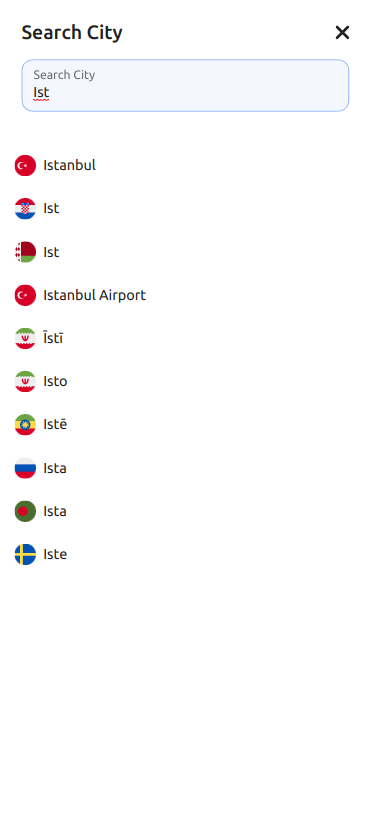 Search City
Search City
Ist
Istanbul
Ist
Ist
Istanbul Airport
Īstī
Isto
Istē
Ista
Ista
Iste